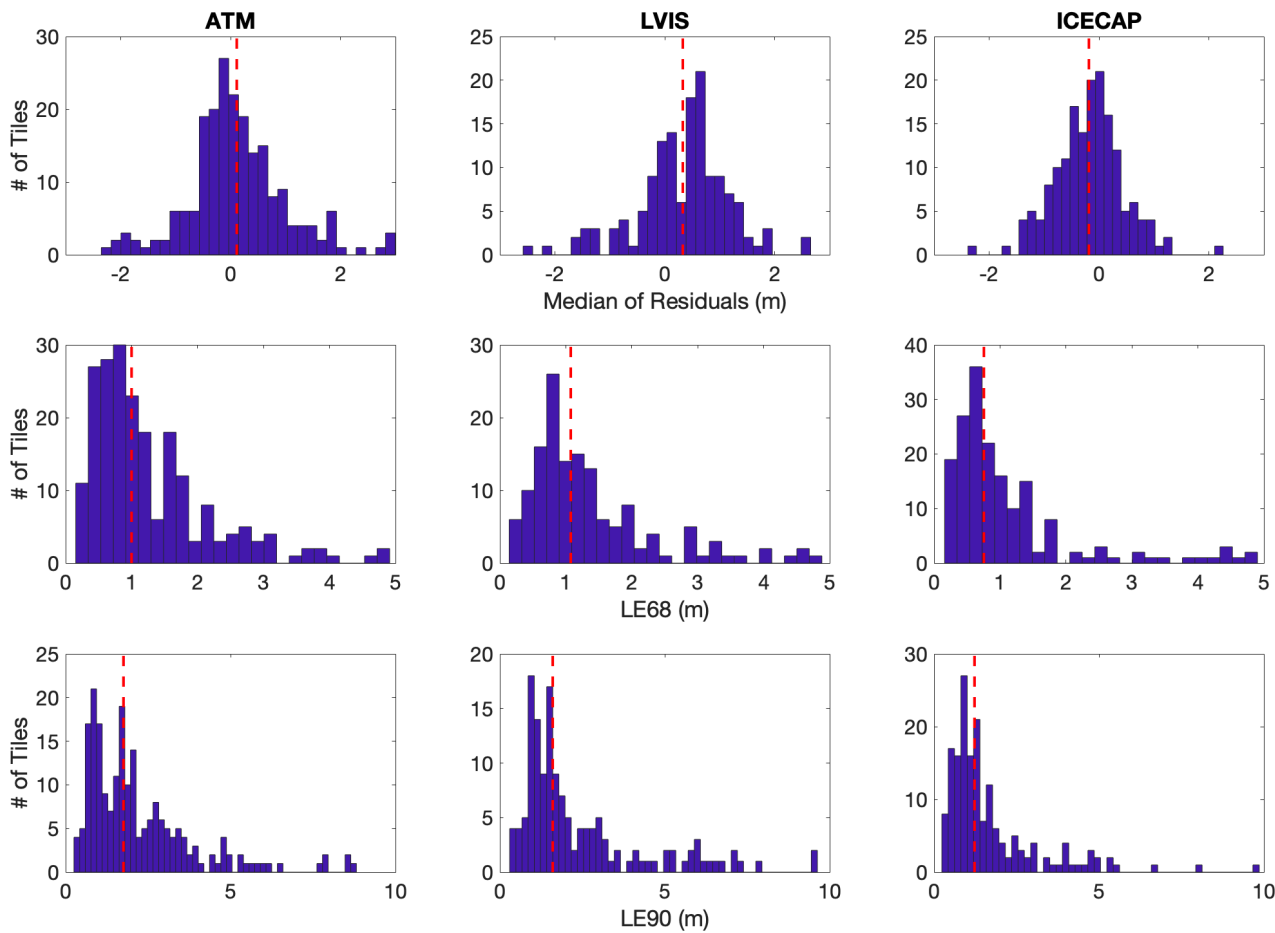 ATM LVIS ICECAP
30 25 25
20 20
20 15 15
# of Tiles
10 10 10
5 5
0 0 0
-2 0 2 -2 0 2 -2 0 2
Median of Residuals (m)
30 30 40
30
20 20
# of Tiles
20
10 10
10
0 0 0
0 1 2 3 4 5 0 1 2 3 4 5 0 1 2 3 4 5
LE68 (m)
25 20 30
20
15
20
15
# of Tiles
10
10
10
5
5
0 0 0
0 5 10 0 5 10 0 5 10
LE90 (m)